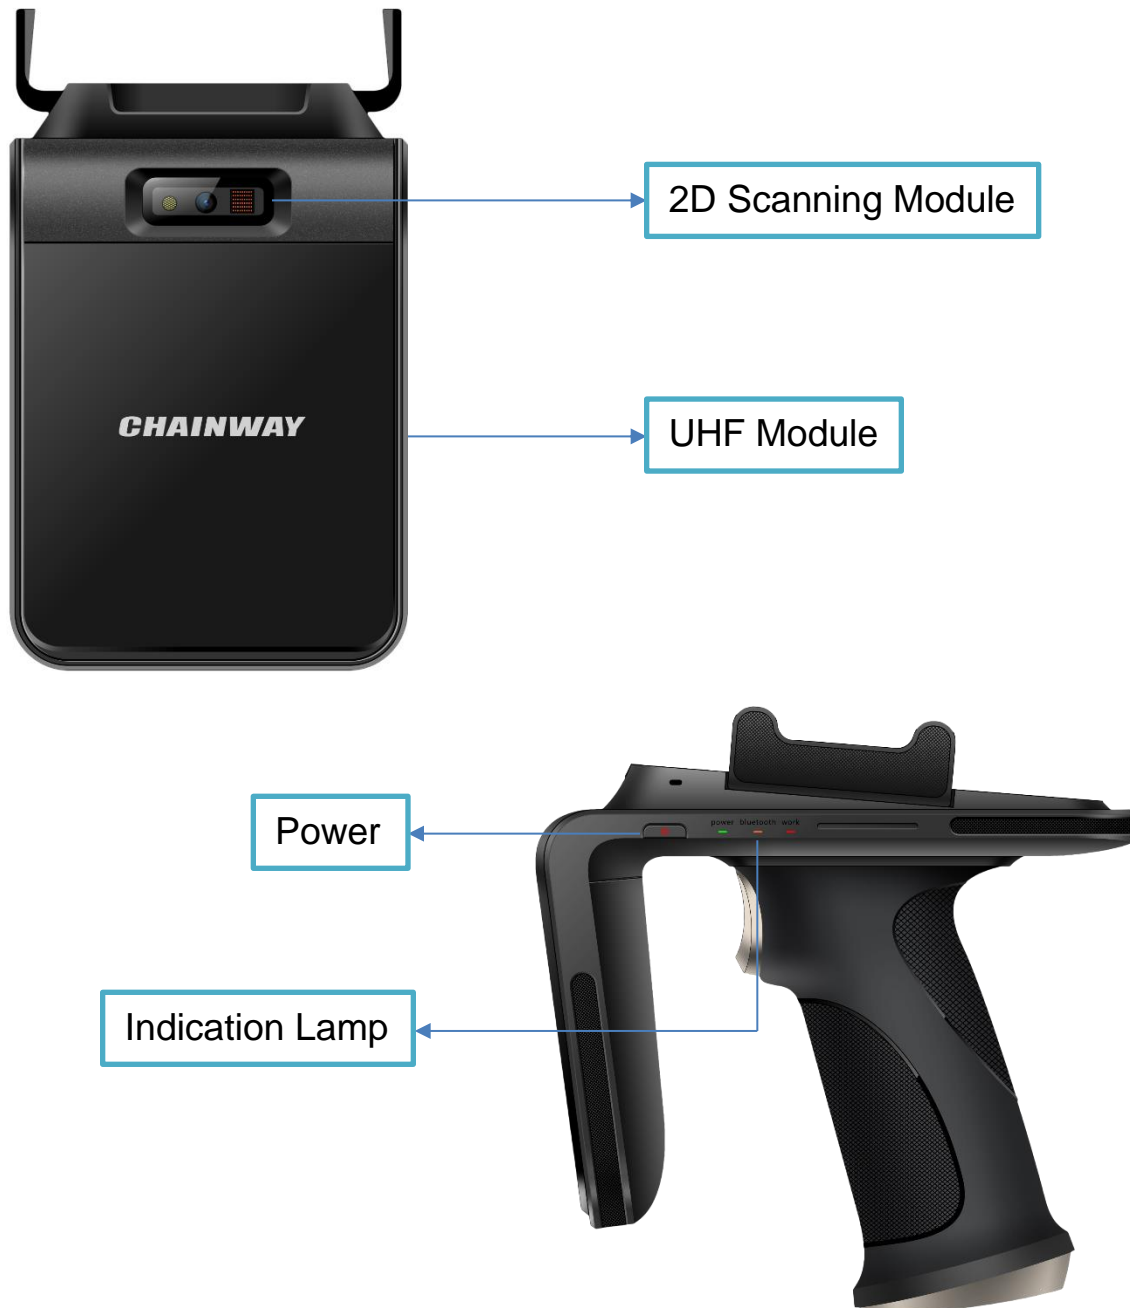 2D Scanning Module
CHAINWAY
UHF Module
Power
power bluetooth work
Indication Lamp